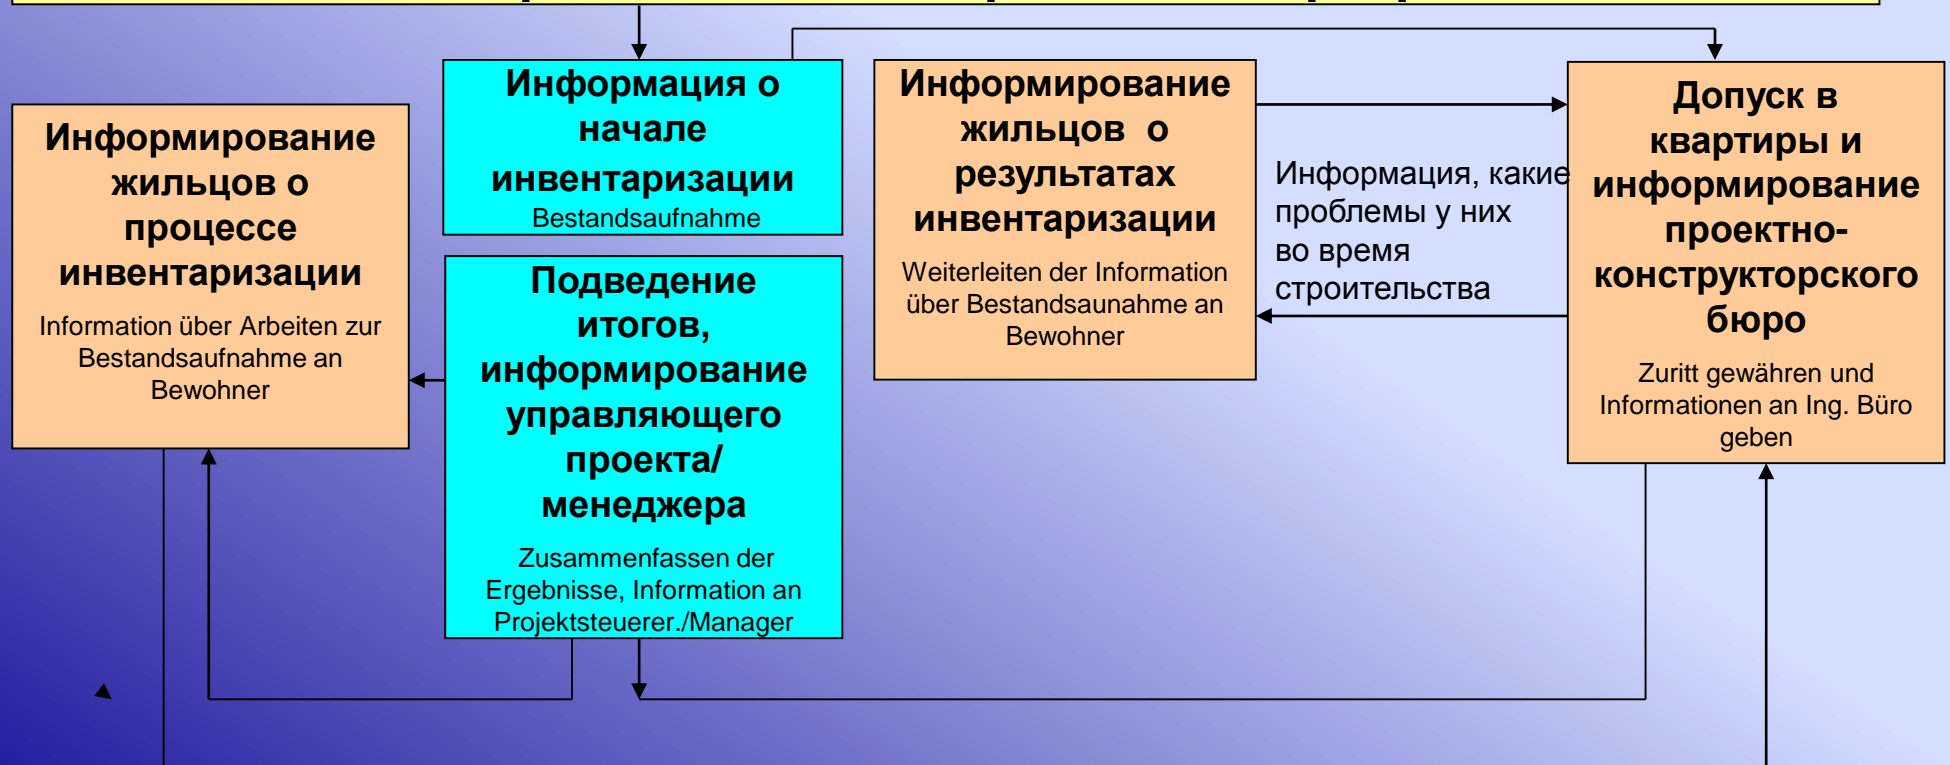 Информирование
жильцов о
процессе
инвентаризации
Information über Arbeiten zur
Bestandsaufnahme an
Bewohner
Информация о
начале
инвентаризации
Bestandsaufnahme
Подведение
итогов,
информирование
управляющего
проекта/
менеджера
Zusammenfassen der
Ergebnisse, Information an
Projektsteuerer./Manager
Информирование
жильцов о
результатах
инвентаризации
Weiterleiten der Information
über Bestandsaunahme an
Bewohner
Информация, какие
проблемы у них
во время
строительства
Допуск в
квартиры и
информирование
проектно-
конструкторского
бюро
Zuritt gewähren und
Informationen an Ing. Büro
geben